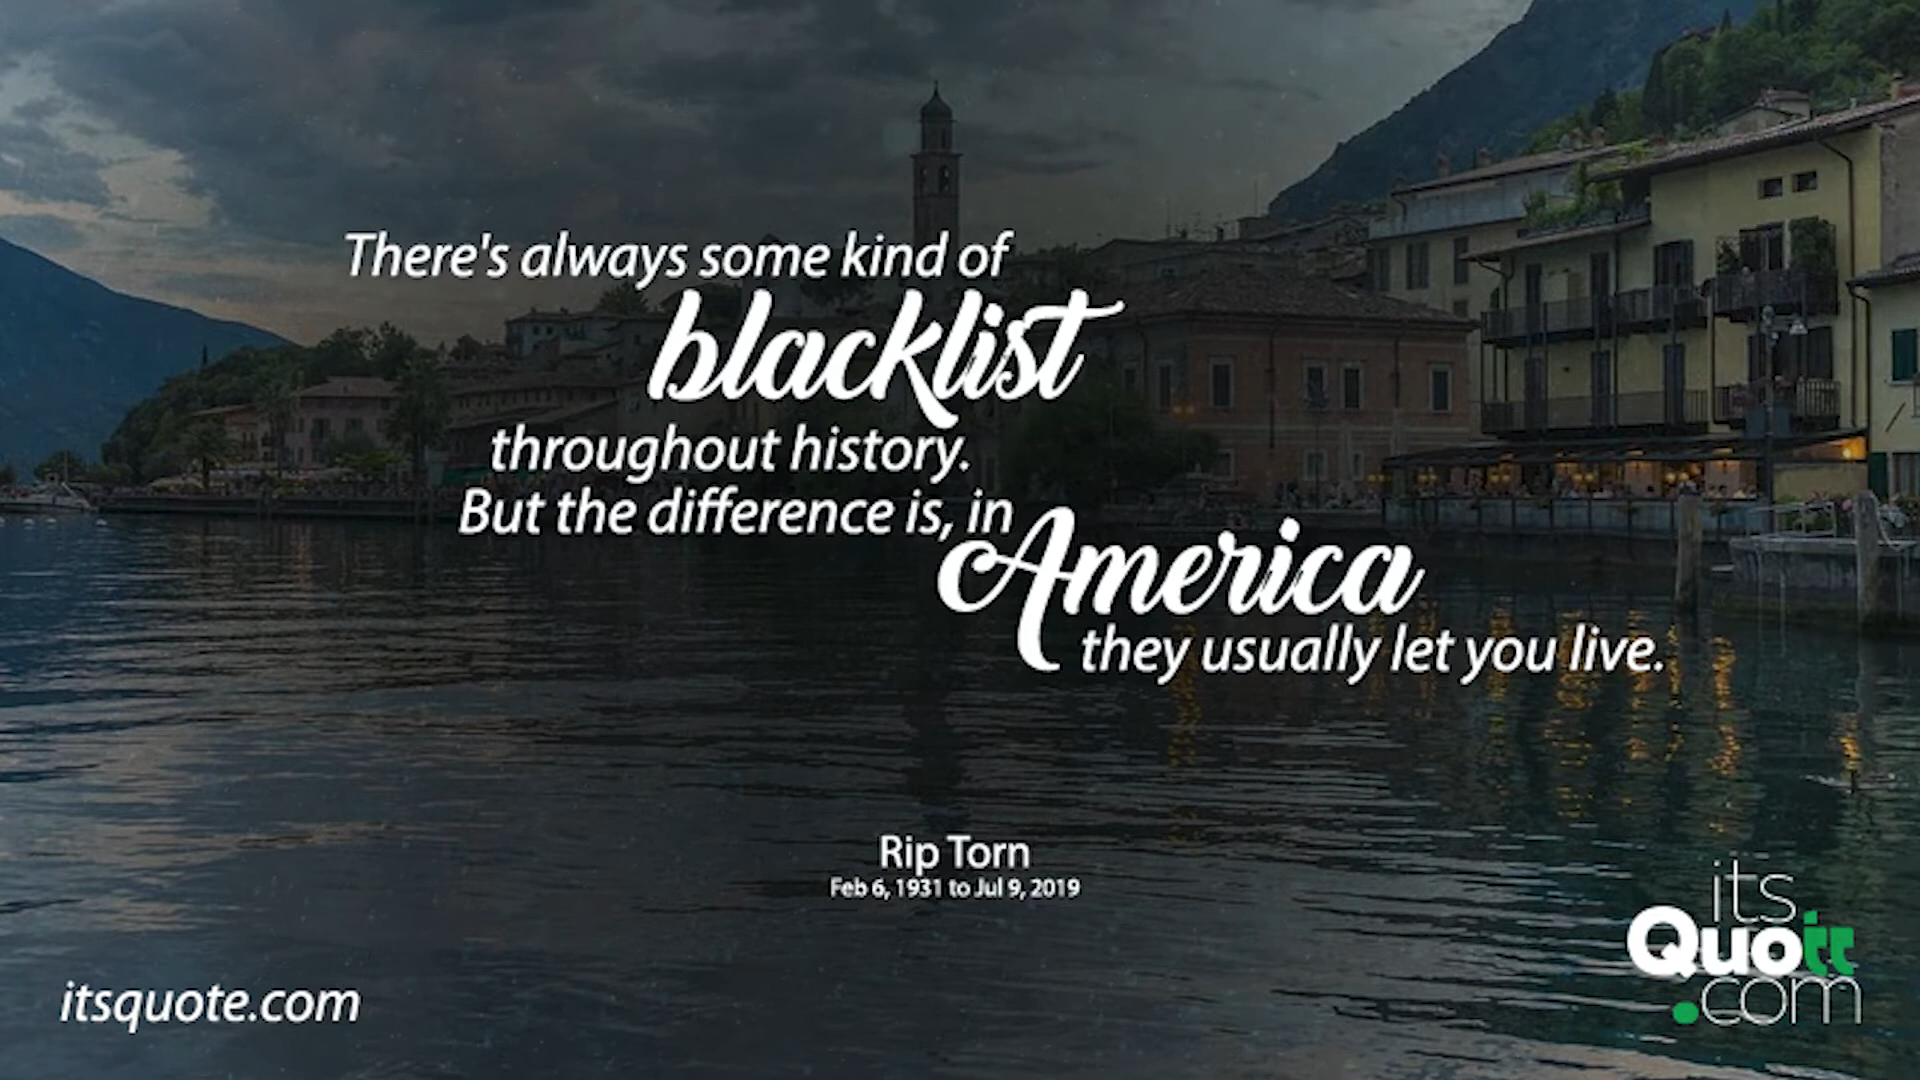 There's always some kind of
blacklist
throughout history.
But the difference is, in
America
they usually let you live.
Rip Torn
Feb 6, 1931 to Jul 9, 2019
itsquote.com
its
Quott
.com